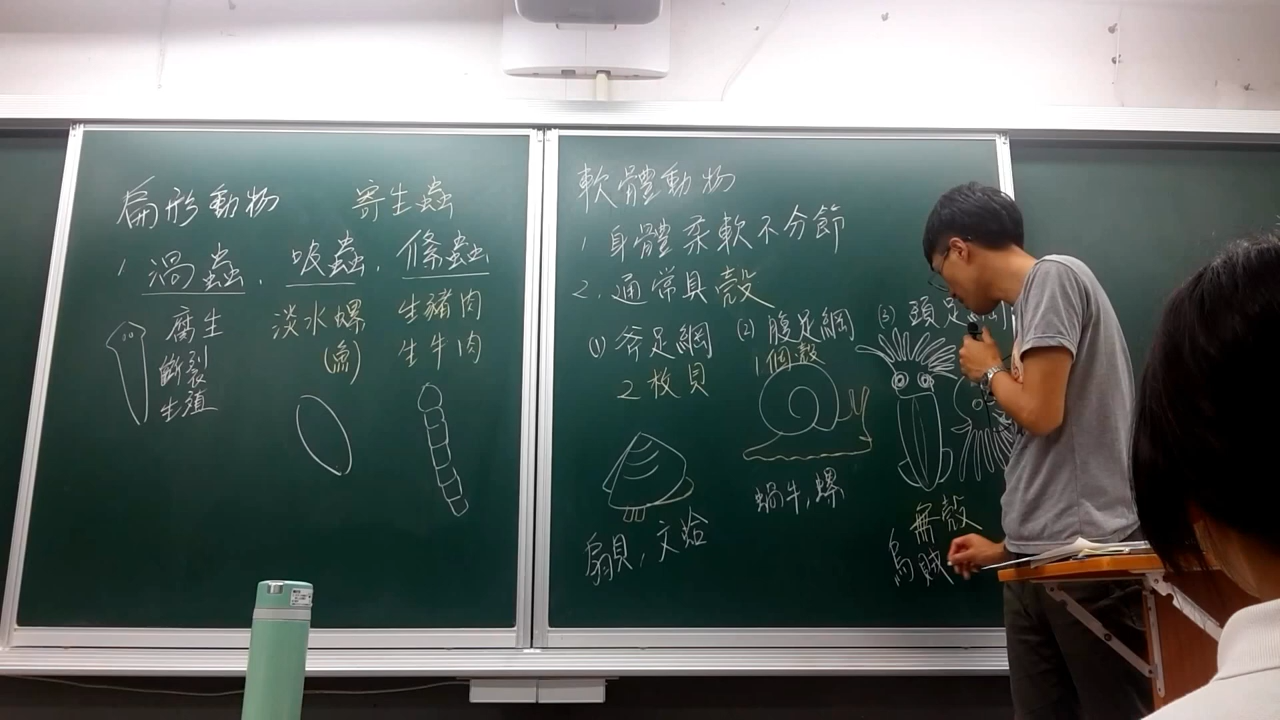 扁形動物 寄生蟲
1 渦蟲. 吸蟲. 條蟲
腐生
斷裂
生殖
淡水螺
(魚)
生豬肉
生牛肉
軟體動物
1 身體柔軟不分節
2. 通常具殼
(1) 斧足綱
2枚貝
扇貝, 文蛤
(2) 腹足綱
1個殼
蝸牛, 螺
(3) 頭足
無殼
烏賊